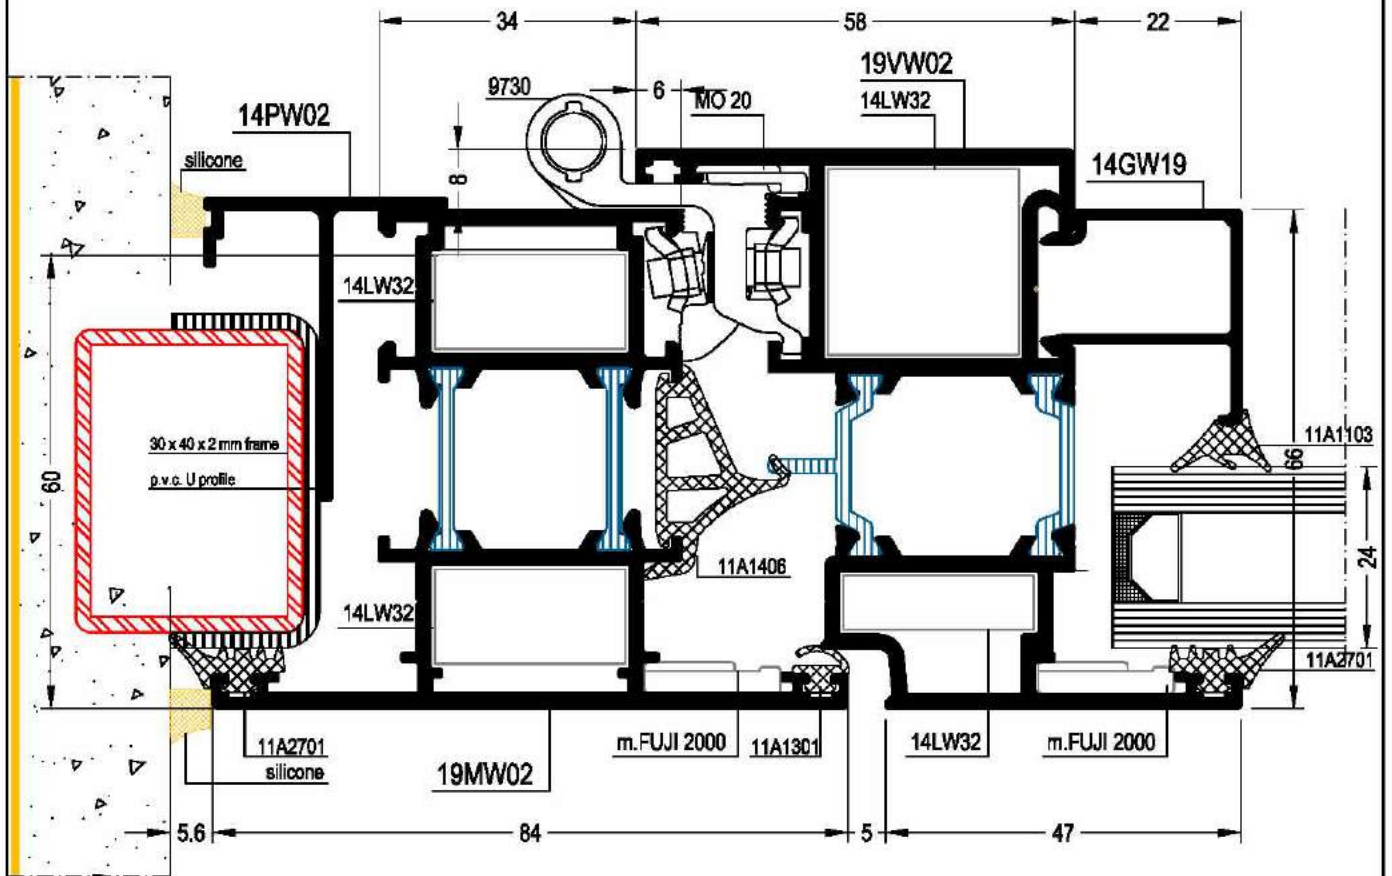 34
58
22
19VW02
9730
6
MO 20
14LW32
14PW02
silicone
8
14GW19
14LW32
30 x 40 x 2 mm frame
p.v.c. U profile
60
11A1103
66
24
11A1406
14LW32
11A2701
11A2701
silicone
19MW02
m.FUJI 2000
11A1301
14LW32
m.FUJI 2000
5.6
84
5
47